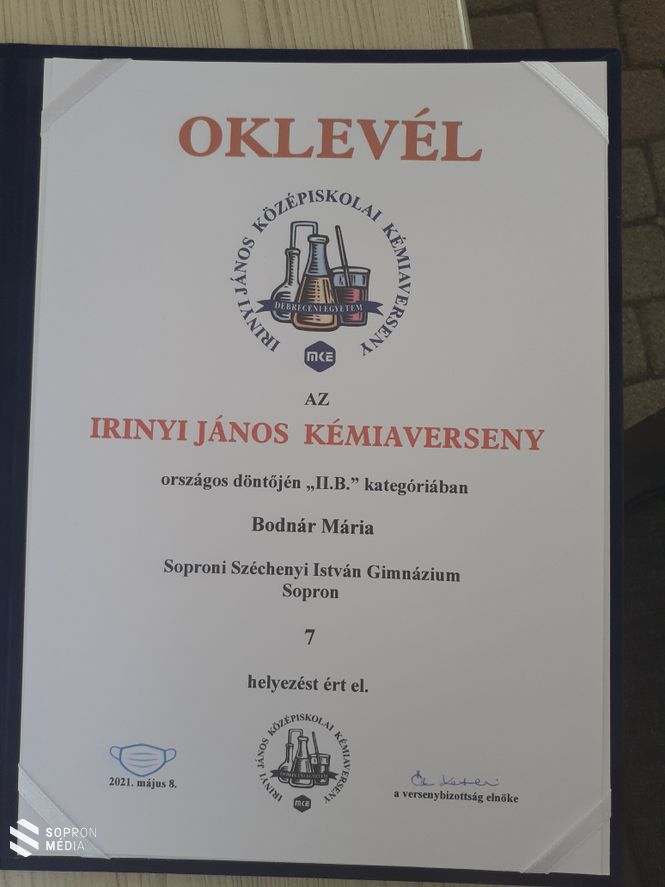 OKLEVÉL
IRINYI JÁNOS KÖZÉPISKOLAI KÉMIAVERSENY
DEBRECENI EGYETEM
MKE
AZ
IRINYI JÁNOS KÉMIAVERSENY
országos döntőjén „II.B.” kategóriában
Bodnár Mária
Soproni Széchenyi István Gimnázium
Sopron
7
helyezést ért el.
IRINYI JÁNOS KÖZÉPISKOLAI KÉMIAVERSENY
DEBRECENI EGYETEM
MKE
2021. május 8.
a versenybizottság elnöke
SOPRON
MÉDIA